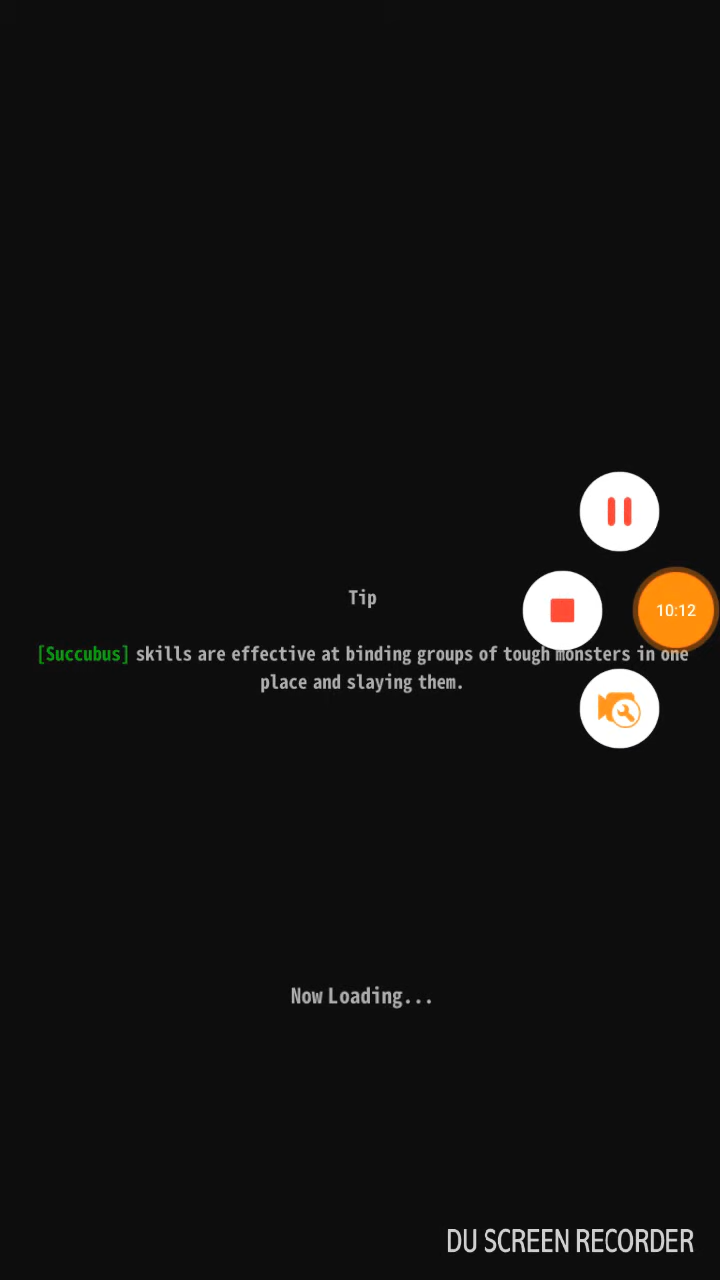 Tip
10:12
[Succubus] skills are effective at binding groups of tough monsters in one
place and slaying them.
Now Loading...
DU SCREEN RECORDER